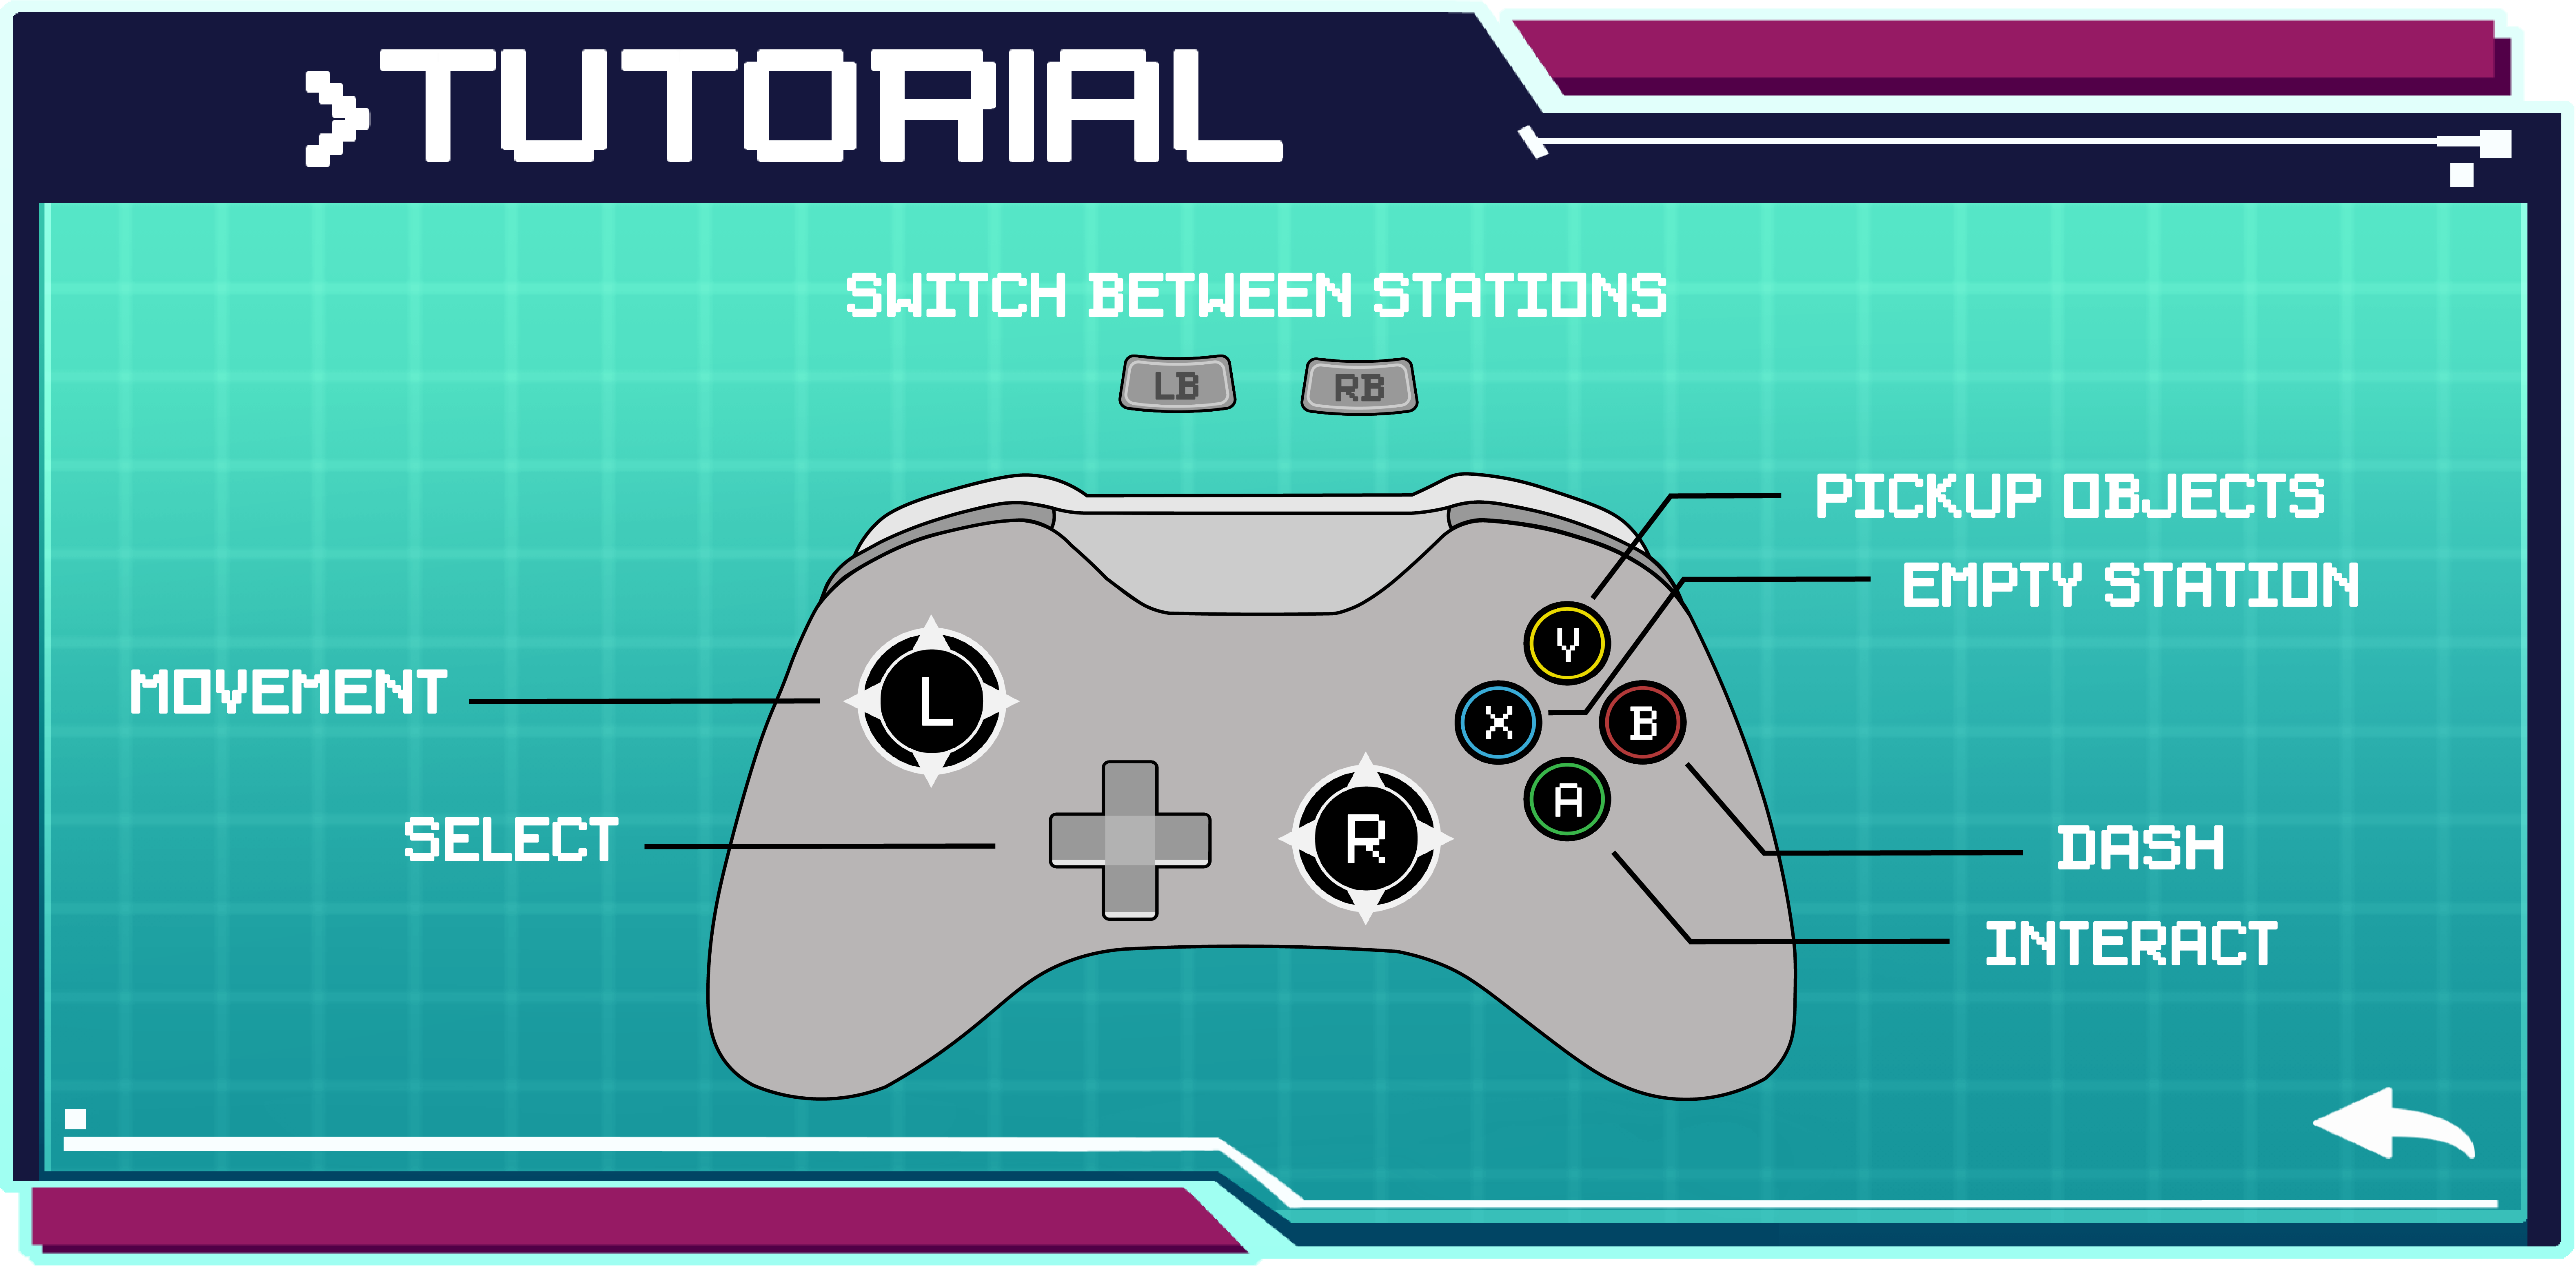 >TUTORIAL
SWITCH BETWEEN STATIONS
LB RB
PICKUP OBJECTS
EMPTY STATION
Y
MOVEMENT
L
X B
A
SELECT
R
DASH
INTERACT